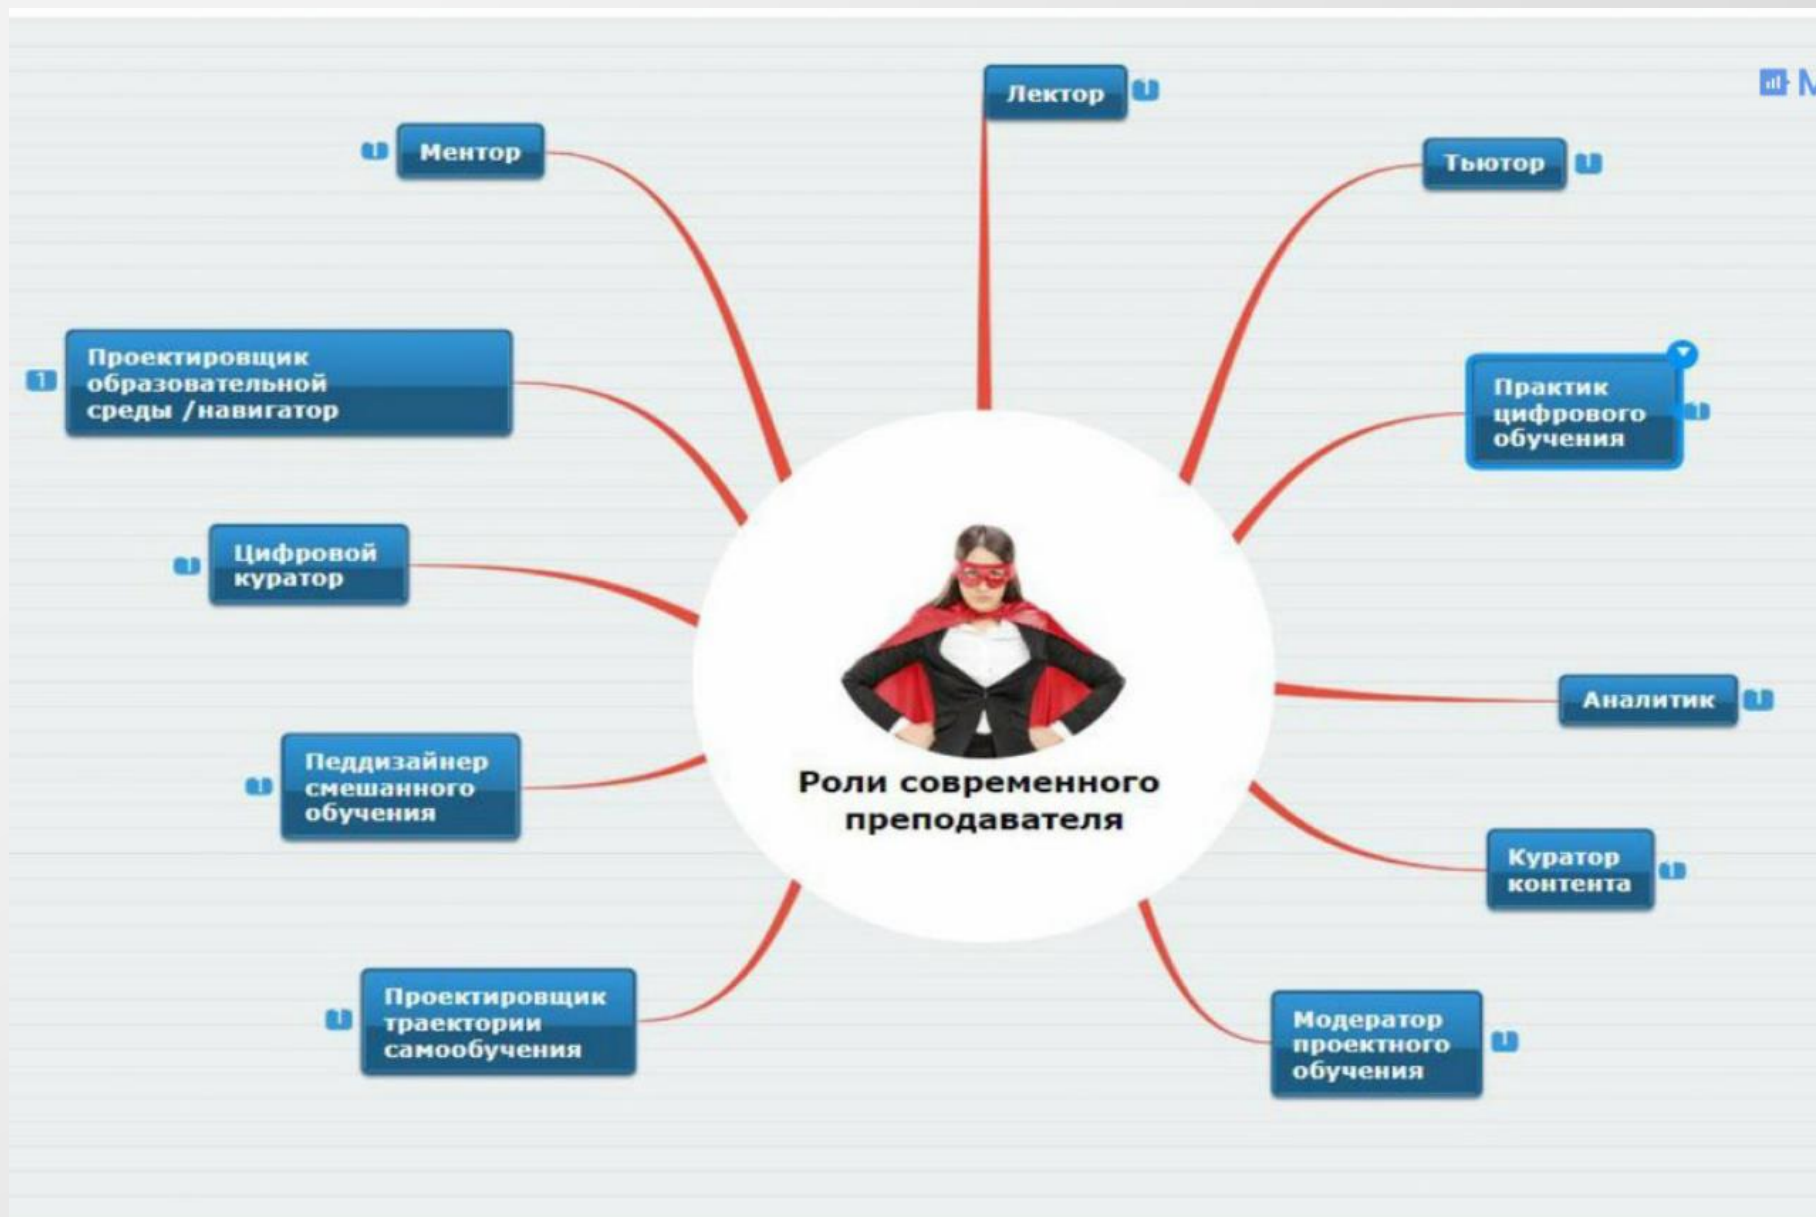 Лектор
Ментор
Тьютор
Проектировщик
образовательной
среды /навигатор
1
Практик
цифрового
обучения
Цифровой
куратор
Аналитик
Педдизайнер
смешанного
обучения
Роли современного
преподавателя
Куратор
контента
Проектировщик
траектории
самообучения
Модератор
проектного
обучения